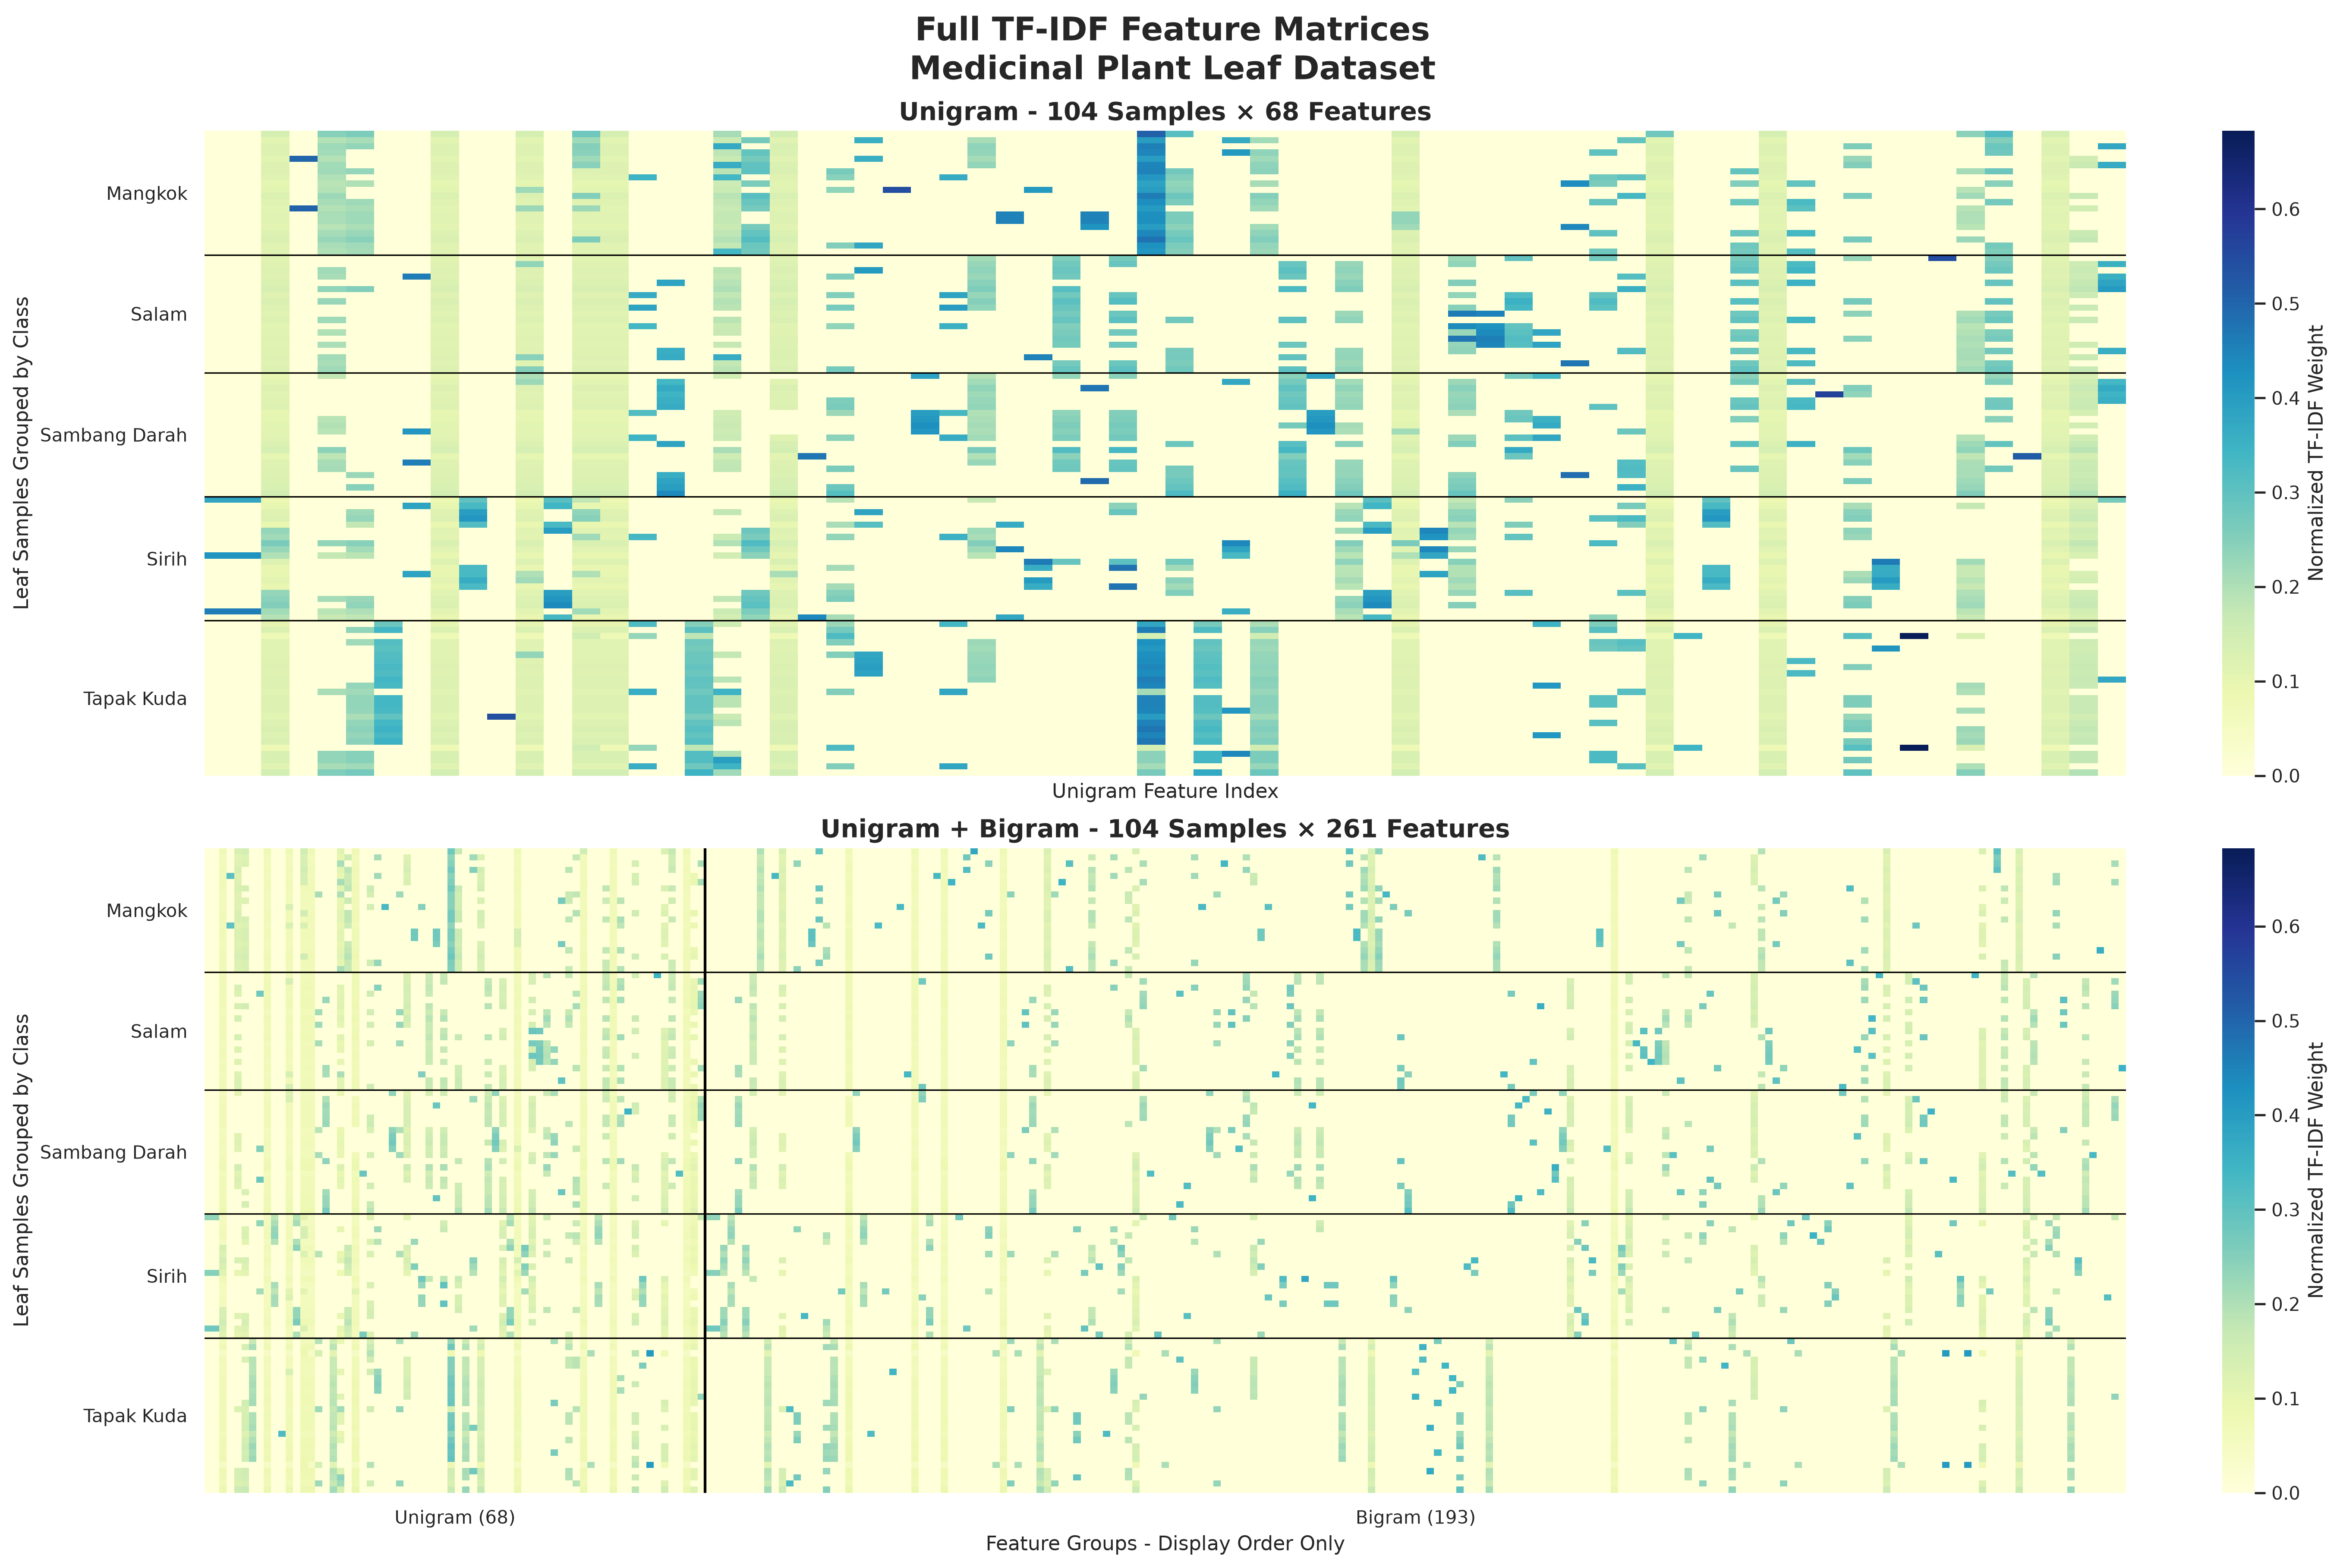 Full TF-IDF Feature Matrices
Medicinal Plant Leaf Dataset
Unigram - 104 Samples × 68 Features
Leaf Samples Grouped by Class
Mangkok
Salam
Sambang Darah
Sirih
Tapak Kuda
Unigram Feature Index
0.6
0.5
0.4
0.3
0.2
0.1
0.0
Normalized TF-IDF Weight
Unigram + Bigram - 104 Samples × 261 Features
Leaf Samples Grouped by Class
Mangkok
Salam
Sambang Darah
Sirih
Tapak Kuda
Unigram (68)
Bigram (193)
Feature Groups - Display Order Only
0.6
0.5
0.4
0.3
0.2
0.1
0.0
Normalized TF-IDF Weight